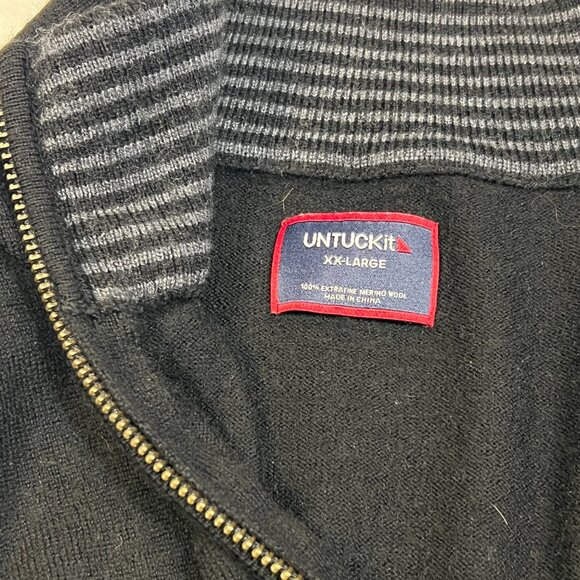 UNTUCKit
XX-LARGE
100% EXTRAFINE MERINO WOOL
MADE IN CHINA